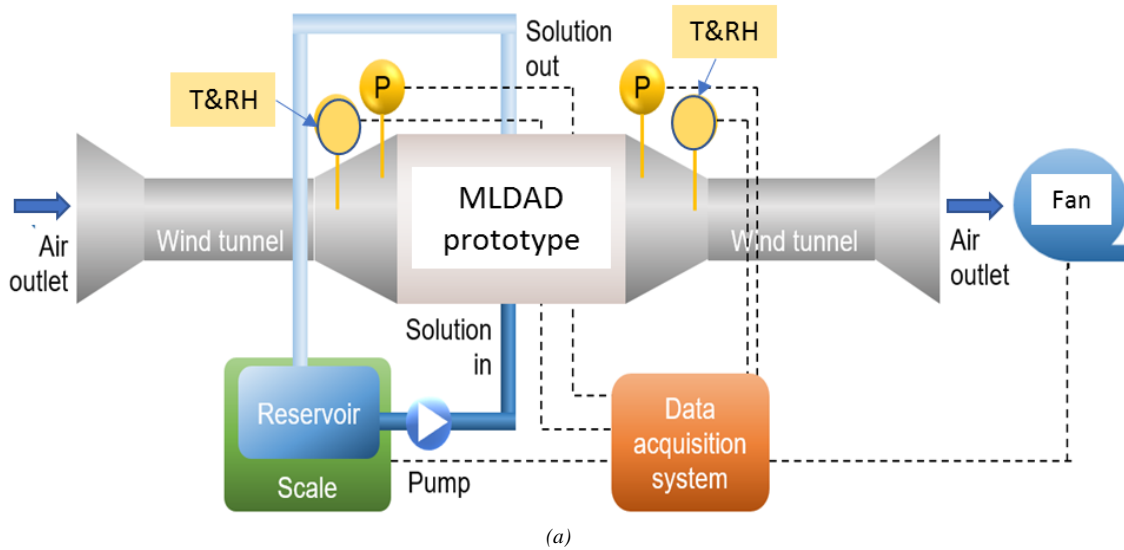 Solution
out
T&RH
T&RH
P
P
MLDAD
prototype
Wind tunnel
Wind tunnel
Fan
Air
outlet
Air
outlet
Solution
in
Reservoir
Scale
Pump
Data
acquisition
system
(a)